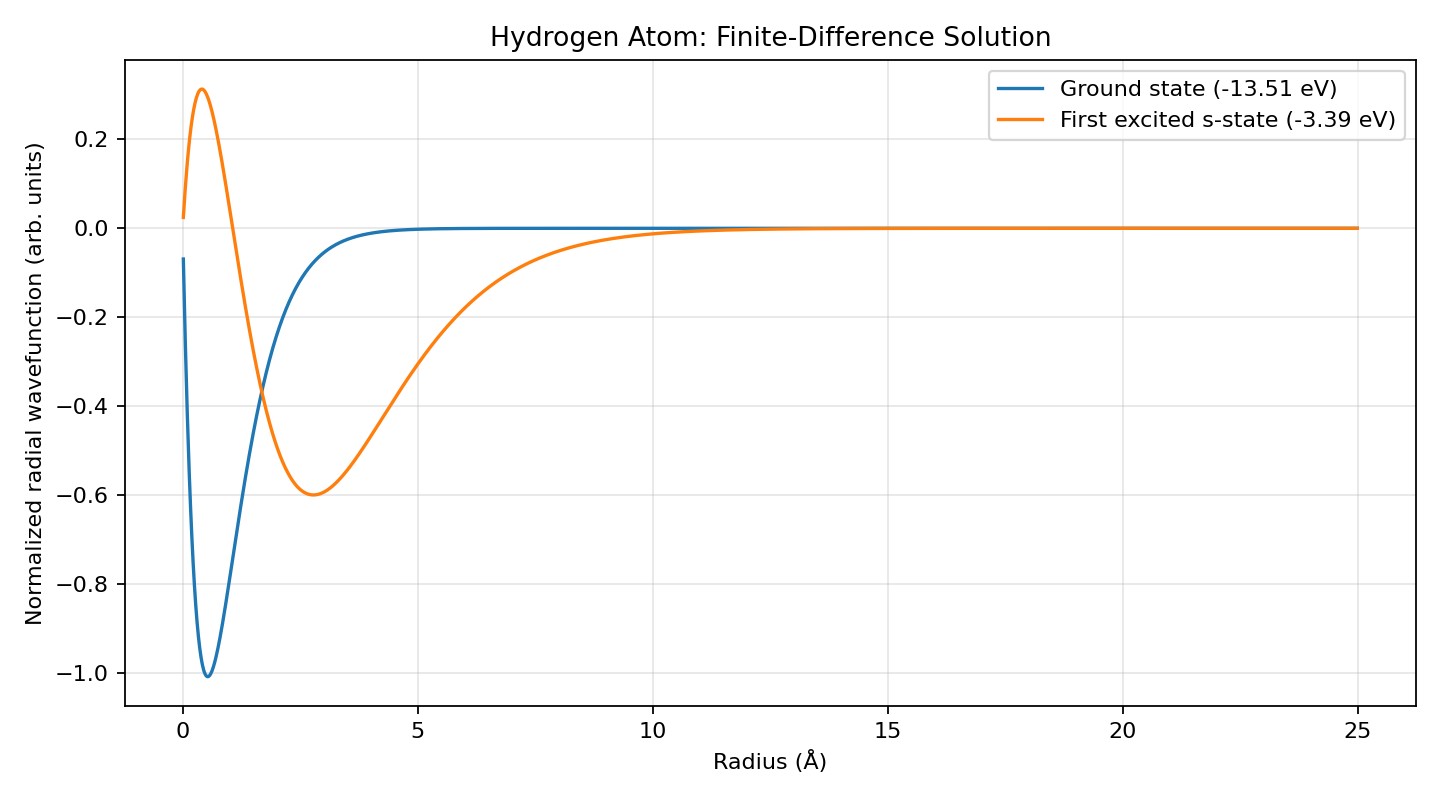 Hydrogen Atom: Finite-Difference Solution
Ground state (-13.51 eV)
First excited s-state (-3.39 eV)
Normalized radial wavefunction (arb. units)
0.2
0.0
−0.2
−0.4
−0.6
−0.8
−1.0
0 5 10 15 20 25
Radius (Å)